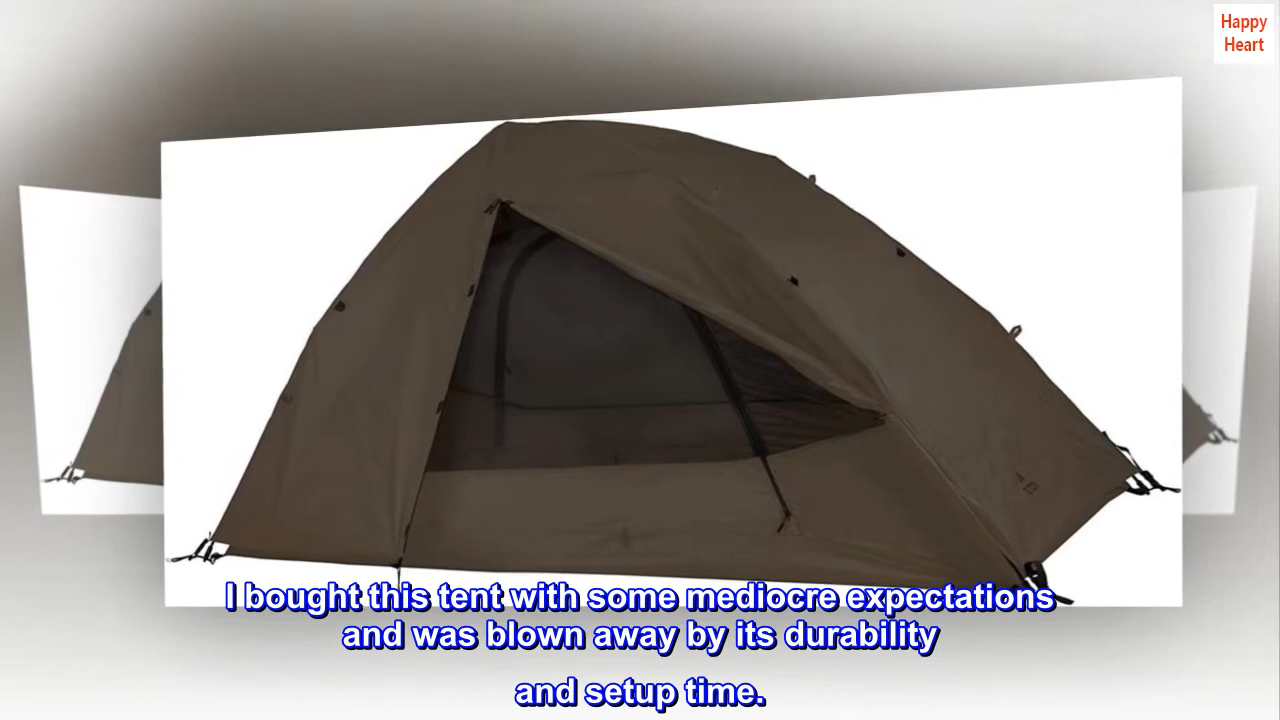 Happy
Heart
I bought this tent with some mediocre expectations
and was blown away by its durability
and setup time.